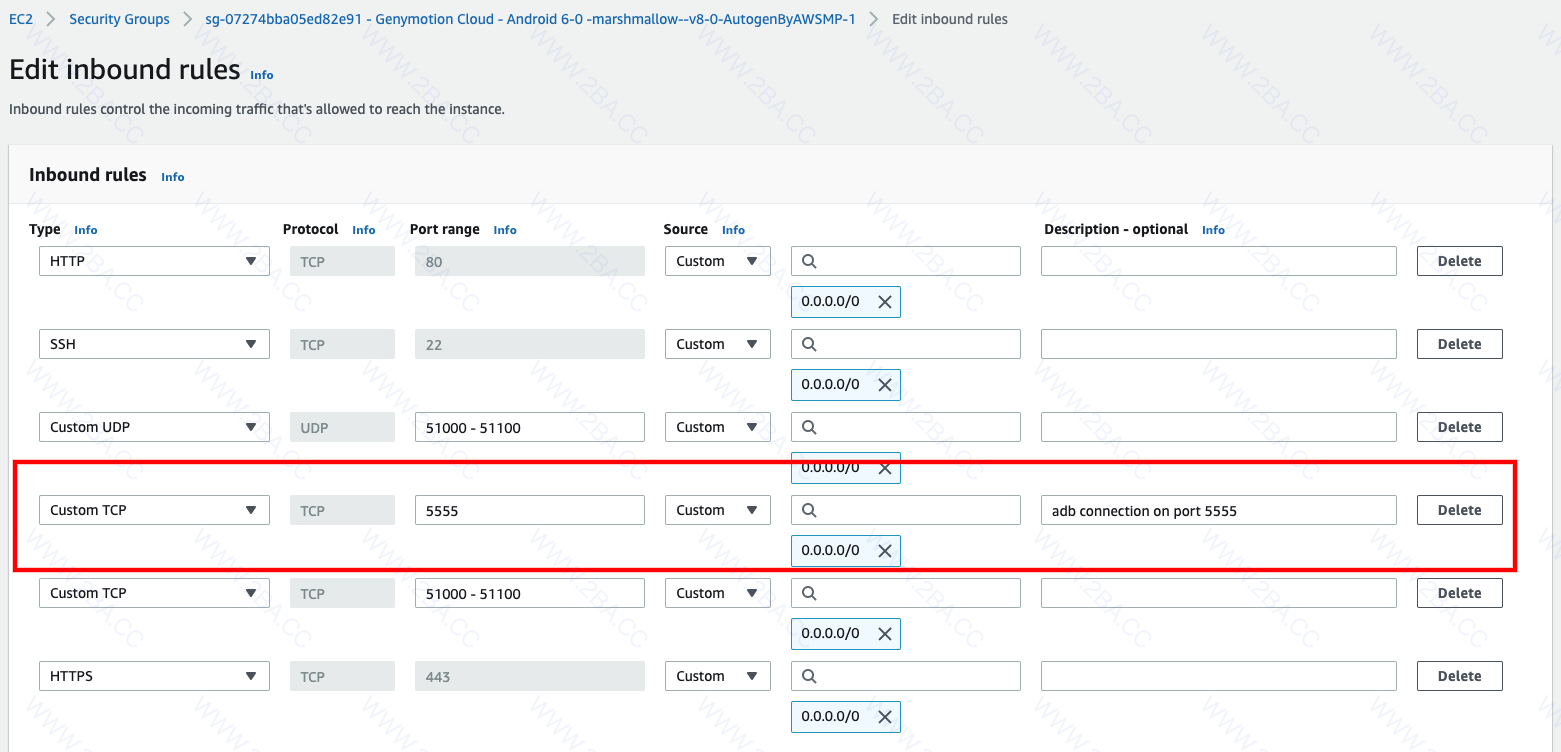 EC2 > Security Groups > sg-07274bba05ed82e91 - Genymotion Cloud - Android 6-0 -marshmallow--v8-0-AutogenByAWSMP-1 > Edit inbound rules
Edit inbound rules Info
Inbound rules control the incoming traffic that's allowed to reach the instance.
Inbound rules Info
Type Info Protocol Info Port range Info Source Info Description - optional Info
HTTP TCP 80 Custom Delete
0.0.0.0/0
SSH TCP 22 Custom Delete
0.0.0.0/0
Custom UDP UDP 51000 - 51100 Custom Delete
0.0.0.0/0
Custom TCP TCP 5555 Custom adb connection on port 5555 Delete
0.0.0.0/0
Custom TCP TCP 51000 - 51100 Custom Delete
0.0.0.0/0
HTTPS TCP 443 Custom Delete
0.0.0.0/0
WWW.2BA.CC